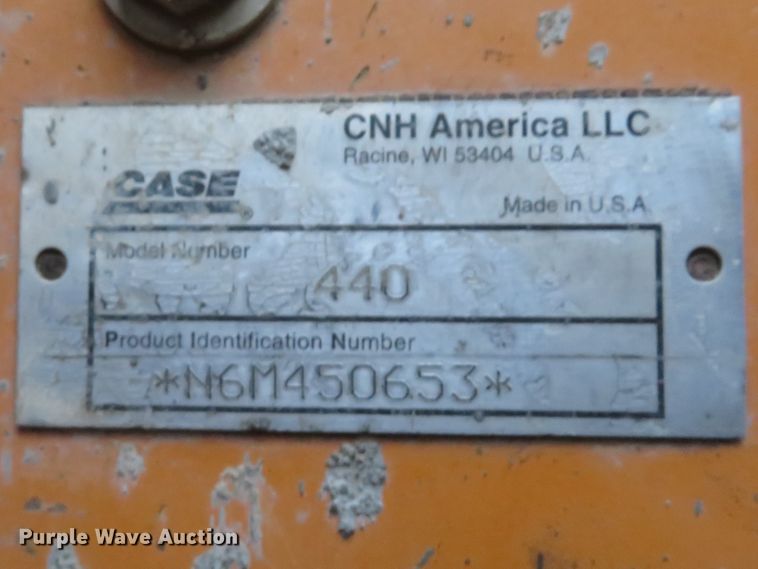 CNH America LLC
Racine, WI 53404 U.S.A.
CASE
®
Made in U.S.A
Model Number
440
Product Identification Number
*N6M450653*
Purple Wave Auction®